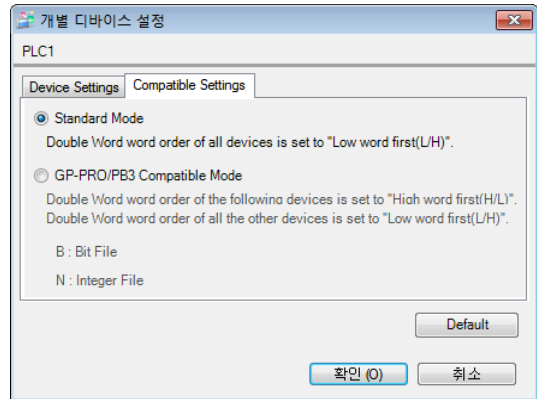 개별 디바이스 설정
PLC1
Device Settings Compatible Settings
Standard Mode
Double Word word order of all devices is set to "Low word first(L/H)".
GP-PRO/PB3 Compatible Mode
Double Word word order of the following devices is set to "High word first(H/L)".
Double Word word order of all the other devices is set to "Low word first(L/H)".
B : Bit File
N : Integer File
Default
확인 (O) 취소